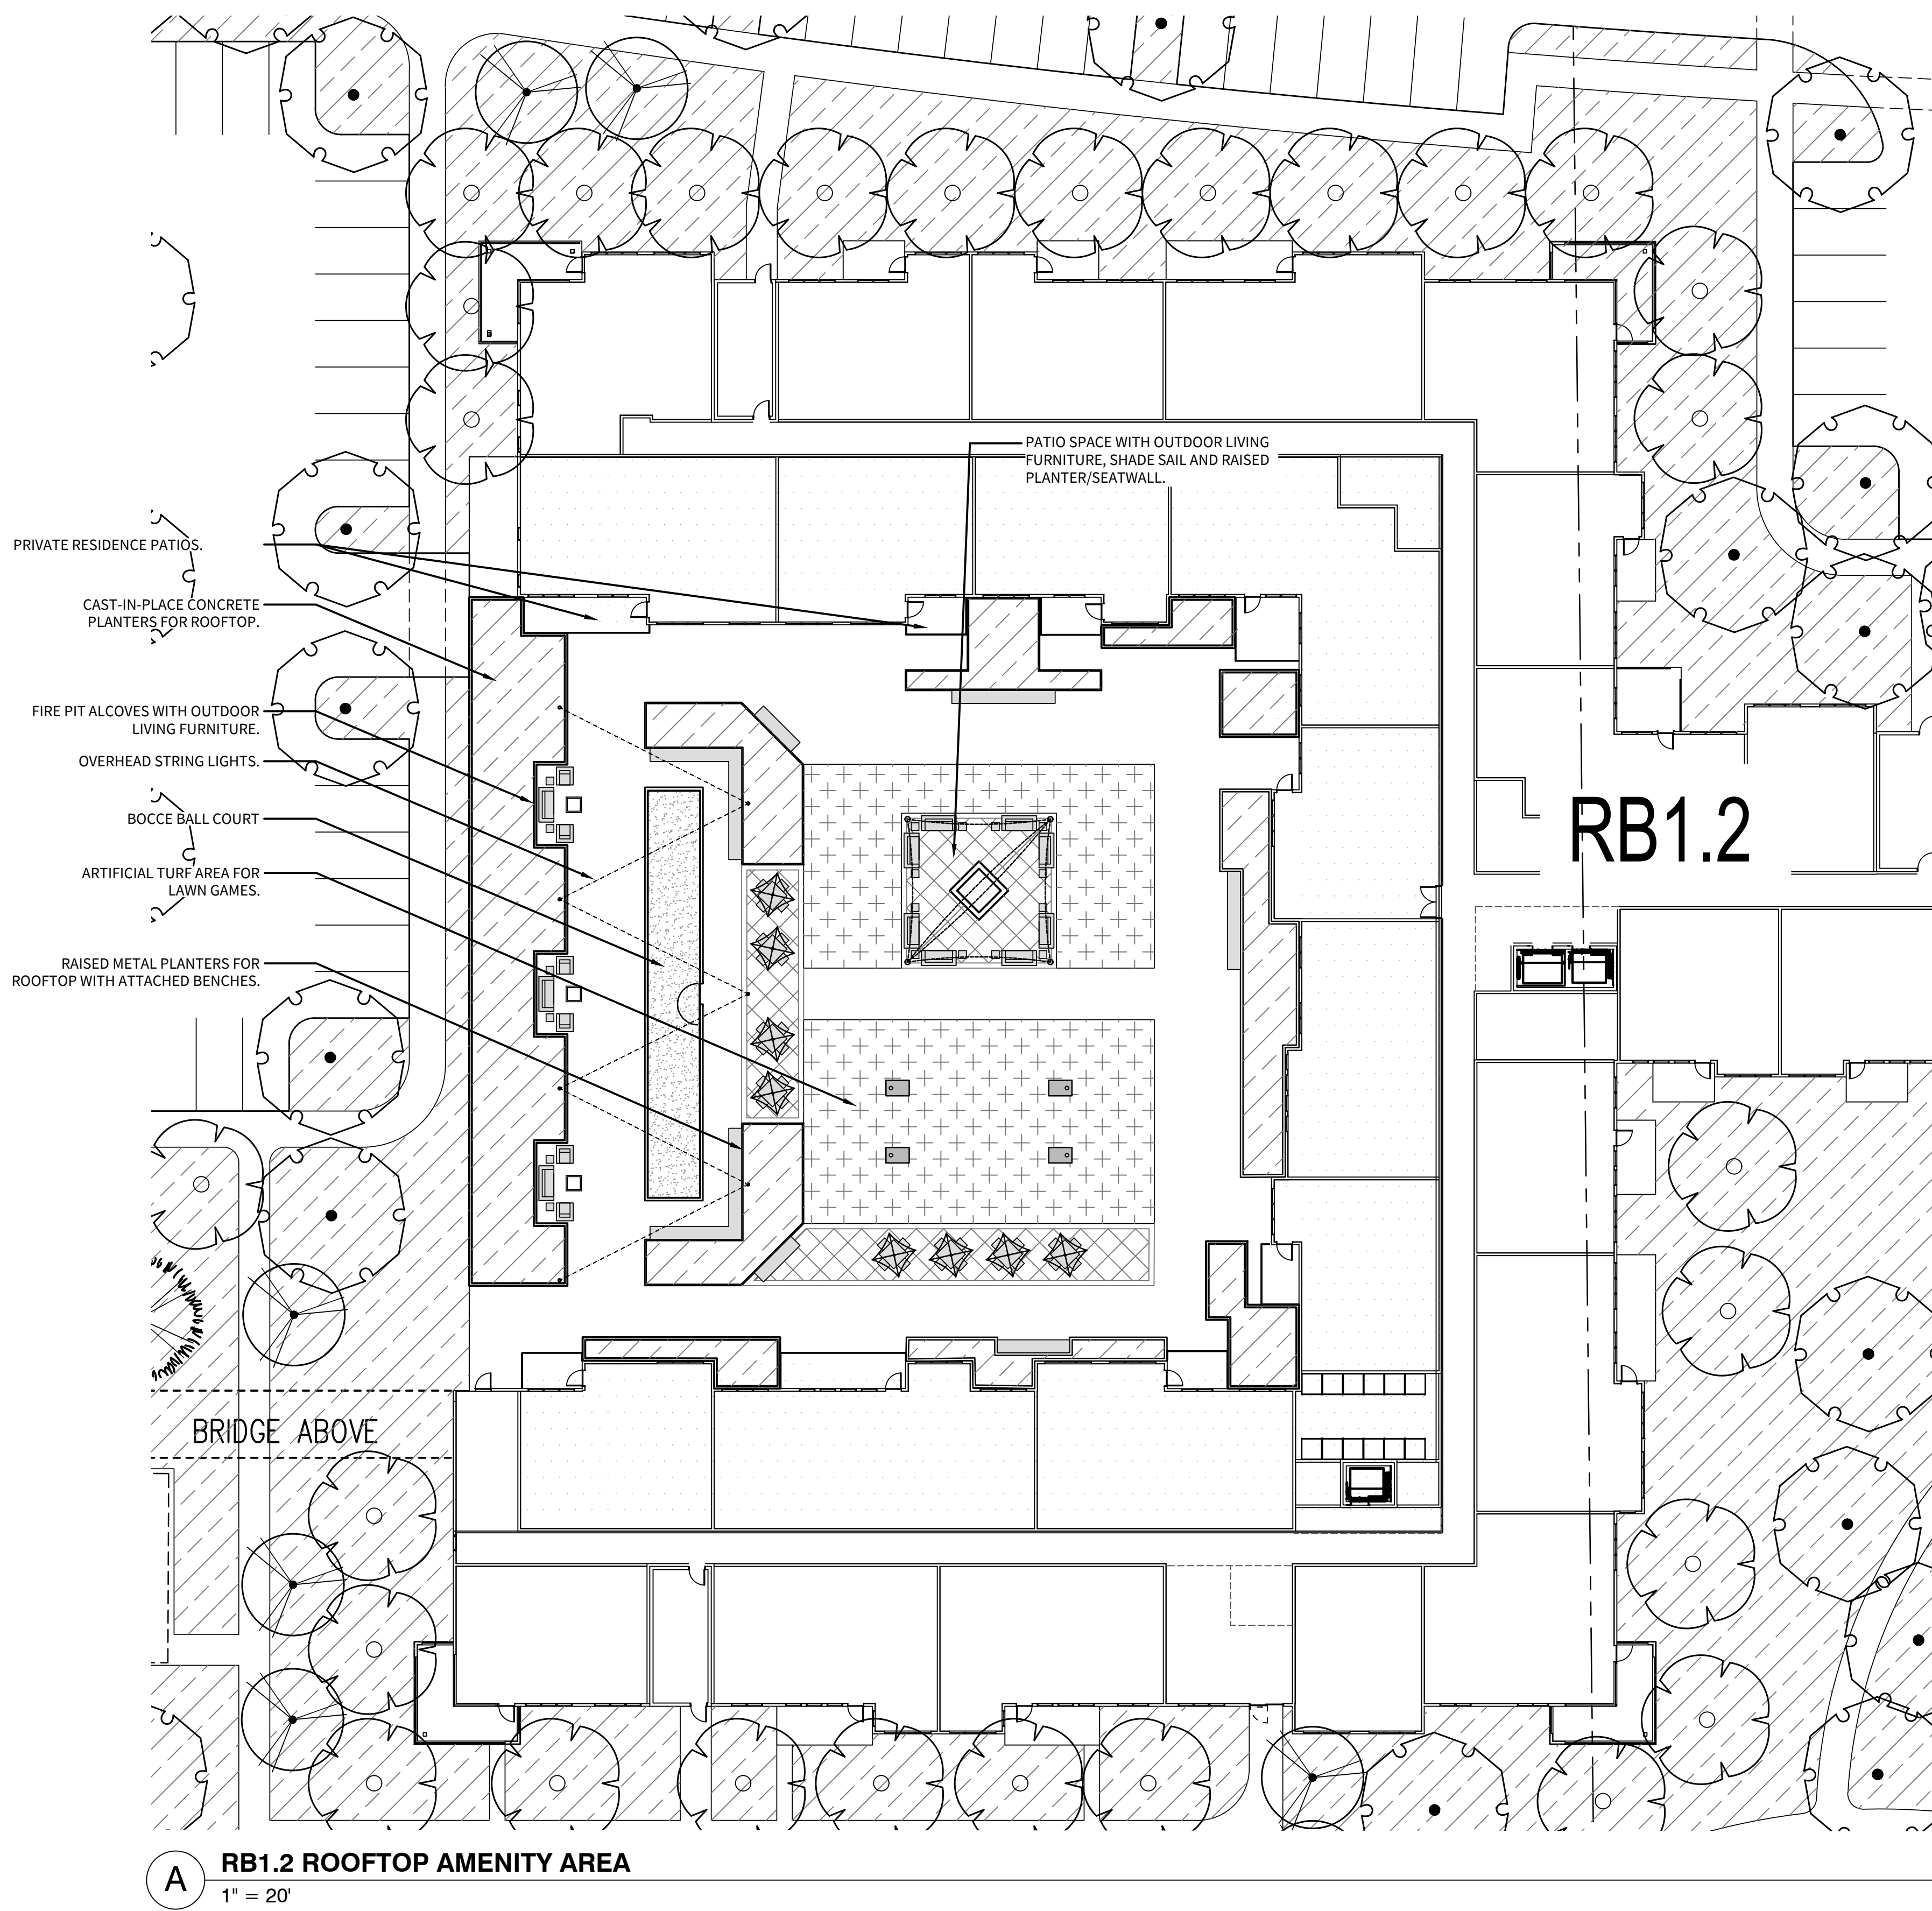 PATIO SPACE WITH OUTDOOR LIVING
FURNITURE, SHADE SAIL AND RAISED
PLANTER/SEATWALL.
PRIVATE RESIDENCE PATIOS.
CAST-IN-PLACE CONCRETE
PLANTERS FOR ROOFTOP.
FIRE PIT ALCOVES WITH OUTDOOR
LIVING FURNITURE.
OVERHEAD STRING LIGHTS.
BOCCE BALL COURT
ARTIFICIAL TURF AREA FOR
LAWN GAMES.
RAISED METAL PLANTERS FOR
ROOFTOP WITH ATTACHED BENCHES.
RB1.2
BRIDGE ABOVE
A
RB1.2 ROOFTOP AMENITY AREA
1" = 20'